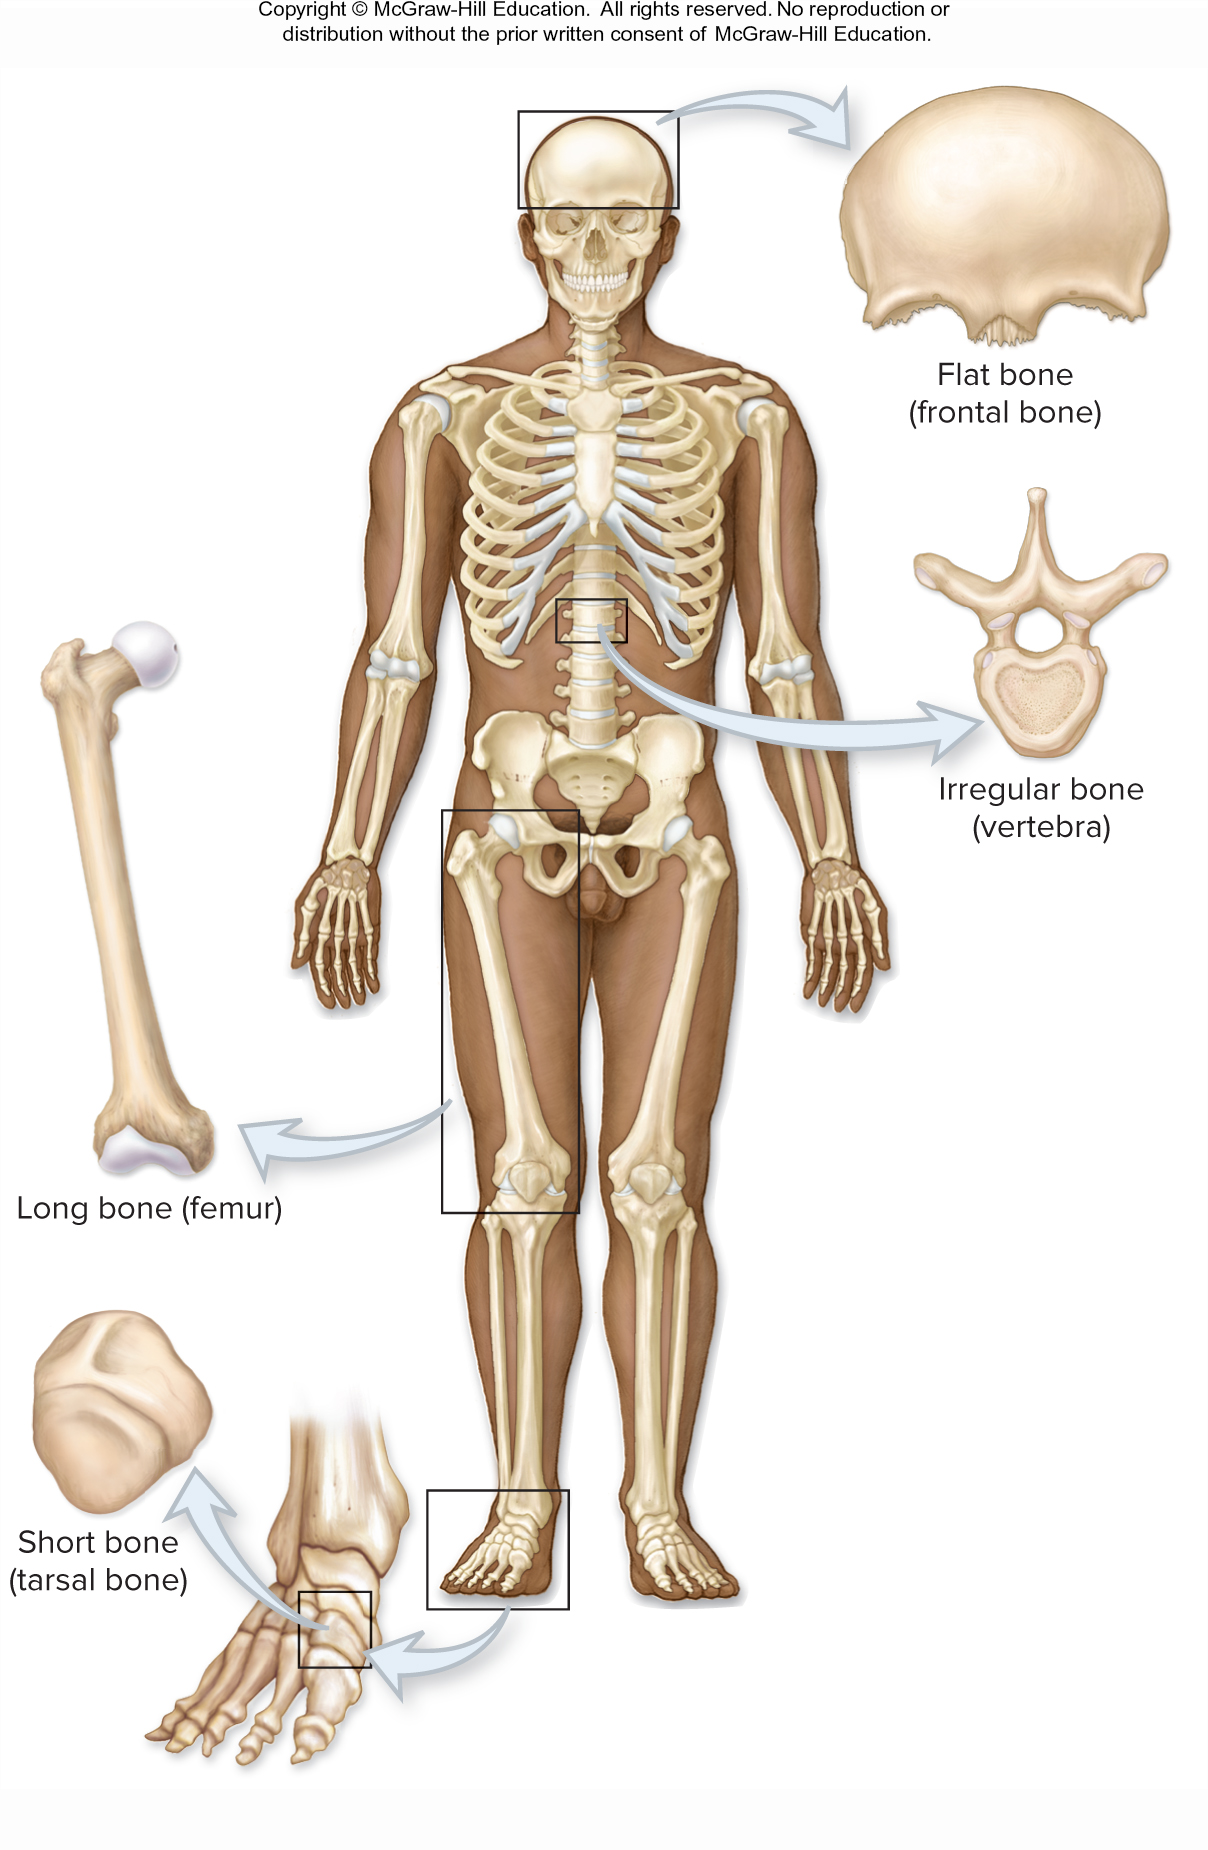 Copyright © McGraw-Hill Education. All rights reserved. No reproduction or
distribution without the prior written consent of McGraw-Hill Education.
Flat bone
(frontal bone)
Irregular bone
(vertebra)
Long bone (femur)
Short bone
(tarsal bone)